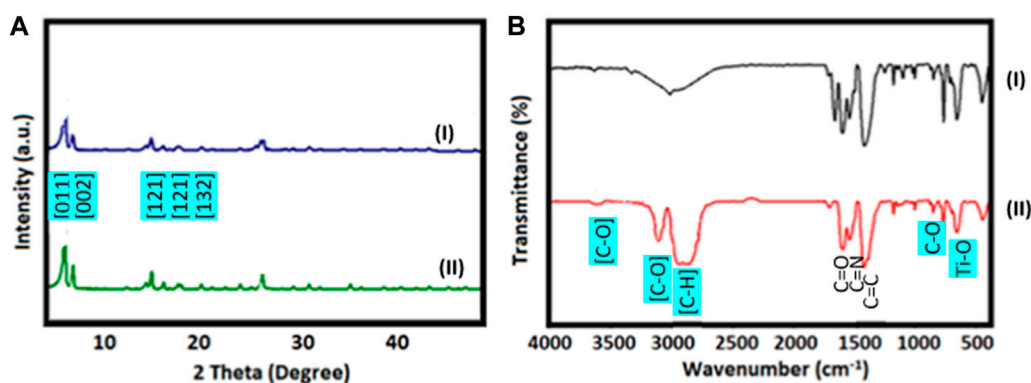 A
Intensity (a.u.)
(I)
[011]
[002]
[121]
[121]
[132]
(II)
10 20 30 40
2 Theta (Degree)
B
Transmittance (%)
(I)
(II)
[C-O]
[C-O]
[C-H]
C=O
C=N
C=C
C-O
Ti-O
4000 3500 3000 2500 2000 1500 1000 500
Wavenumber (cm⁻¹)